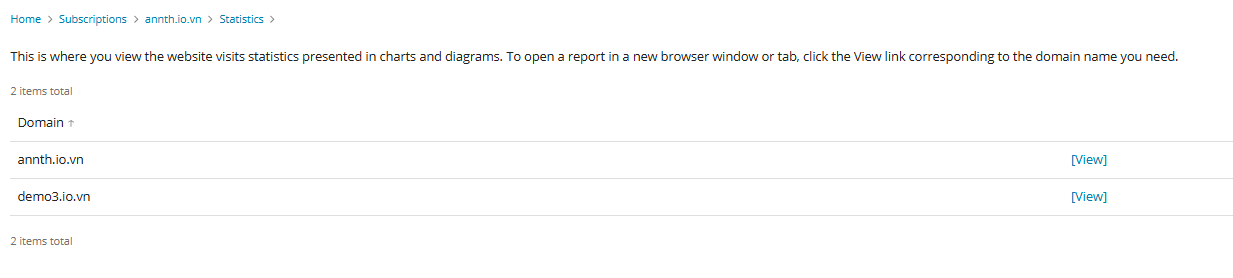 Home > Subscriptions > annth.io.vn > Statistics >
This is where you view the website visits statistics presented in charts and diagrams. To open a report in a new browser window or tab, click the View link corresponding to the domain name you need.
2 items total
Domain ↑
annth.io.vn [View]
demo3.io.vn [View]
2 items total